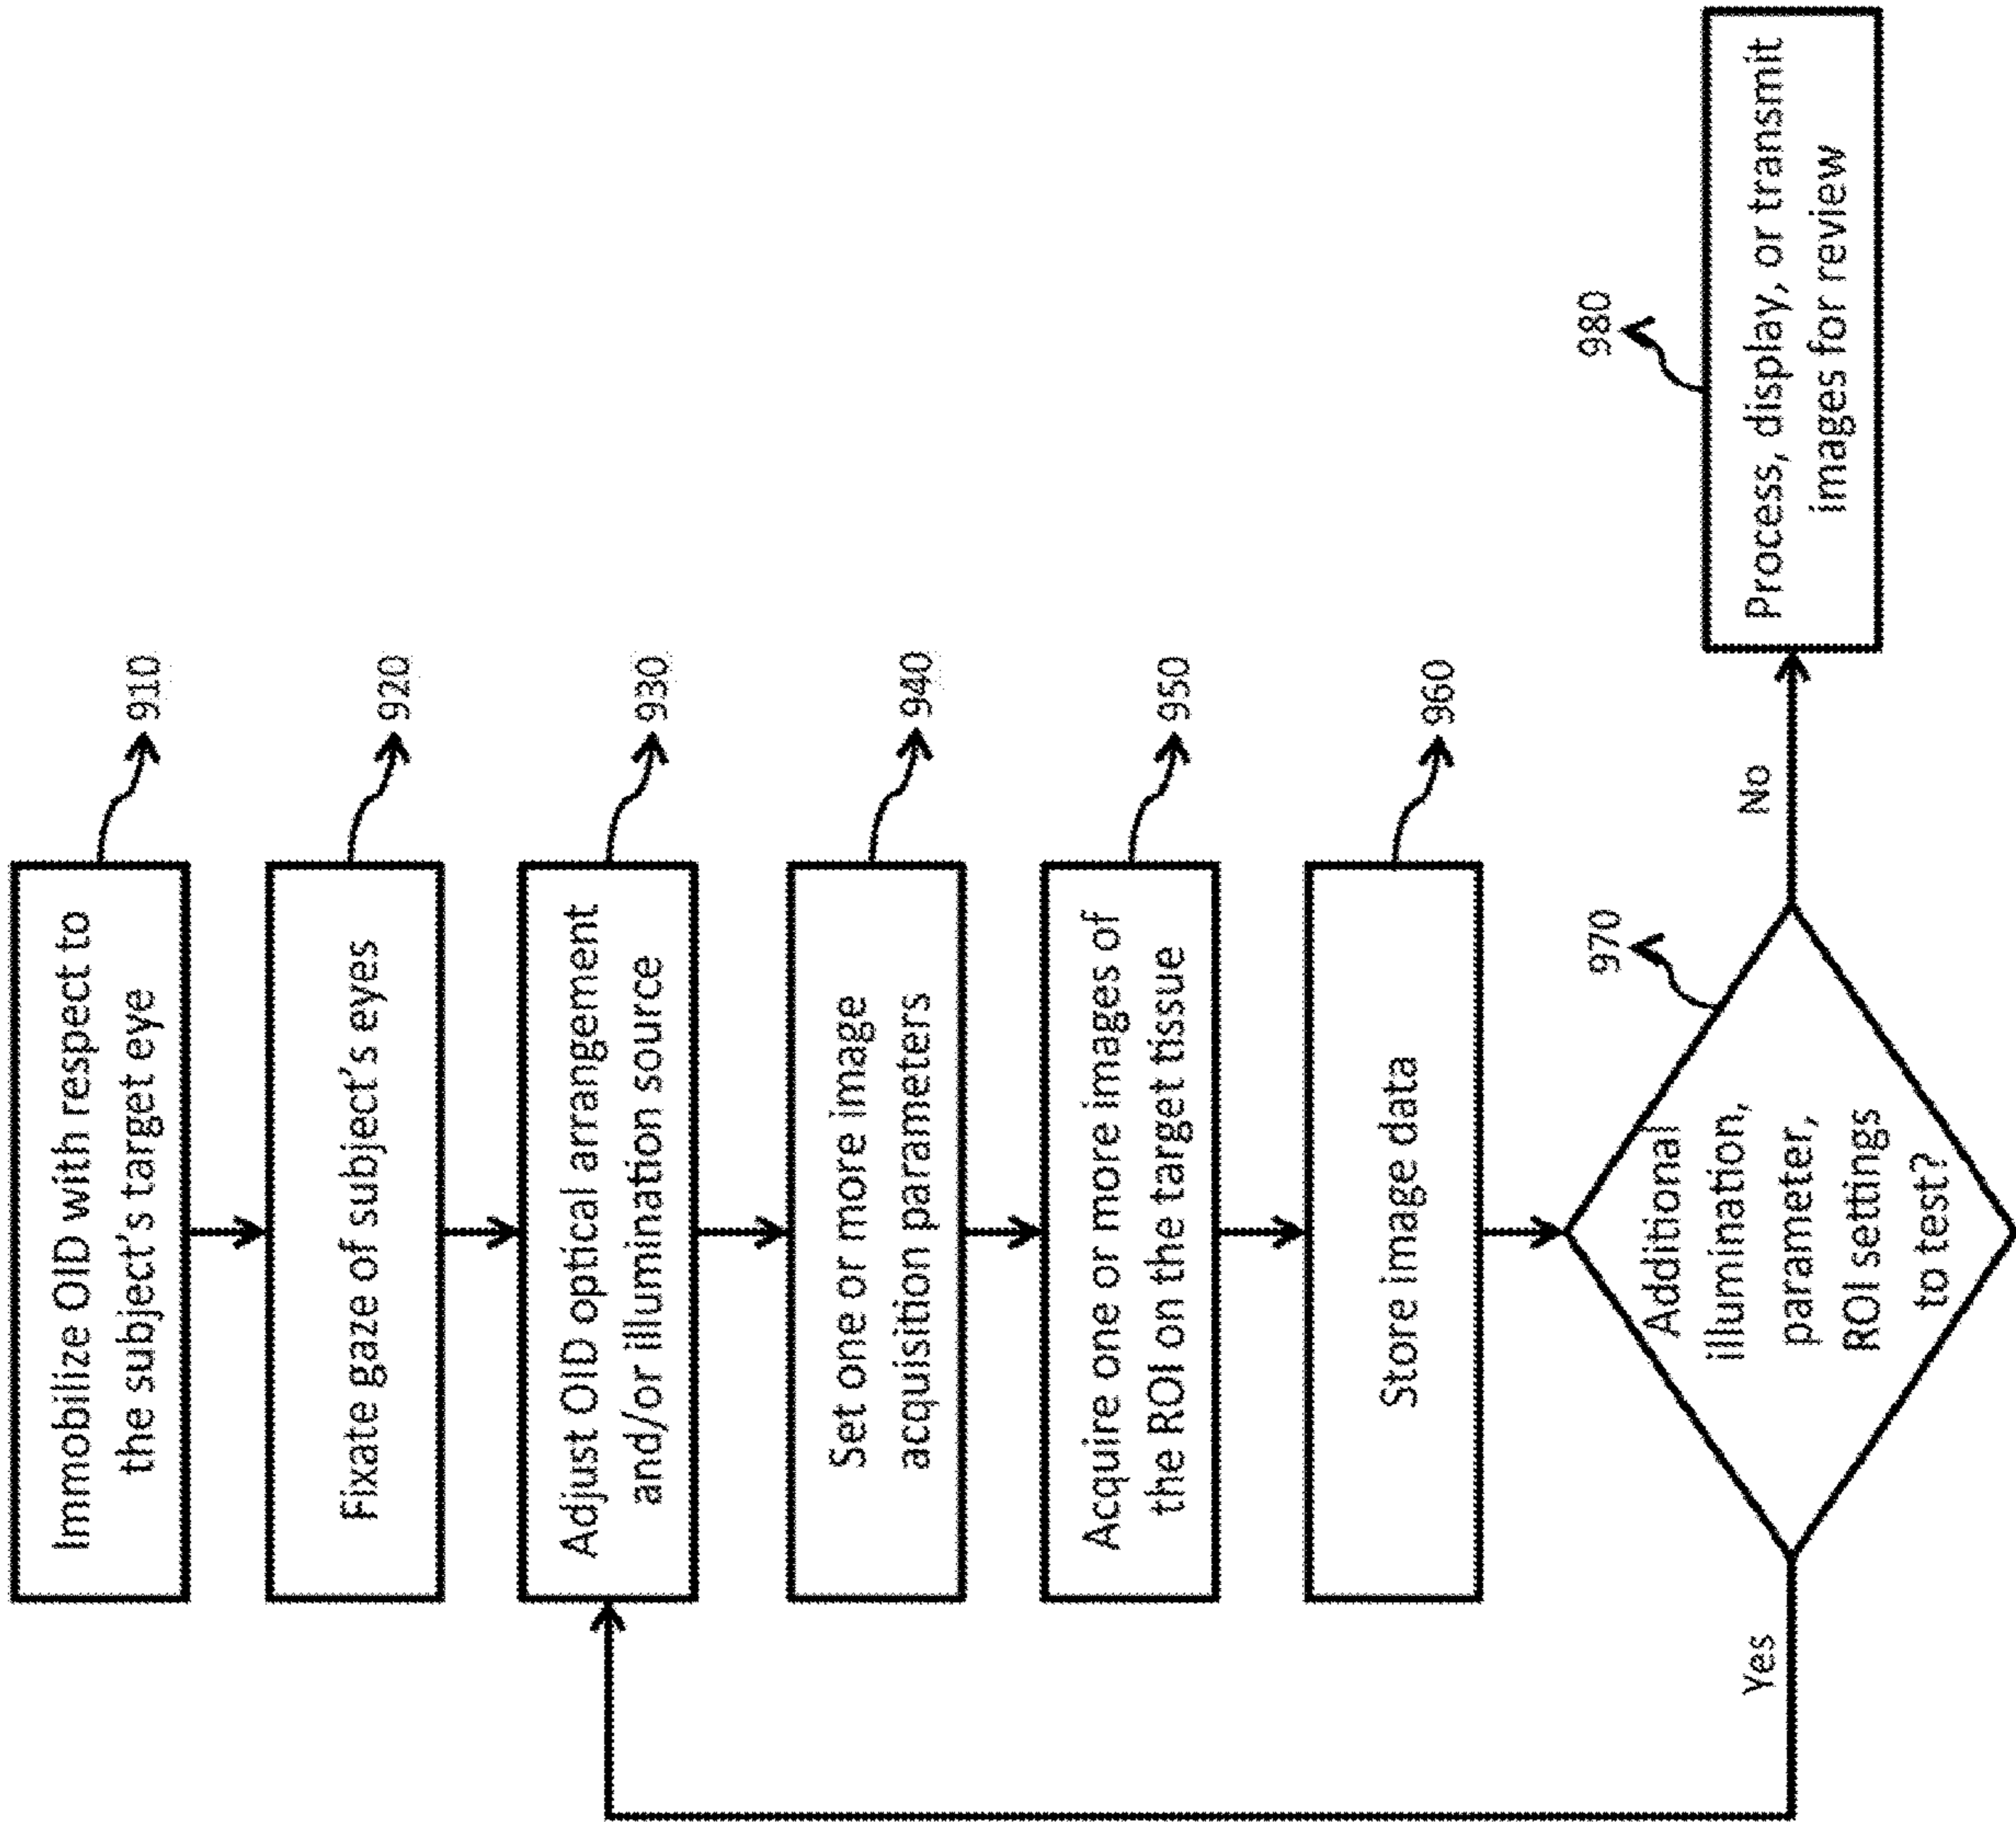 Immobilize OID with respect to
the subject's target eye
910
Fixate gaze of subject's eyes
920
Adjust OID optical arrangement
and/or illumination source
930
Set one or more image
acquisition parameters
940
Acquire one or more images of
the ROI on the target tissue
950
Store image data
960
Additional
illumination,
parameter,
ROI settings
to test?
970
Yes
No
Process, display, or transmit
images for review
980